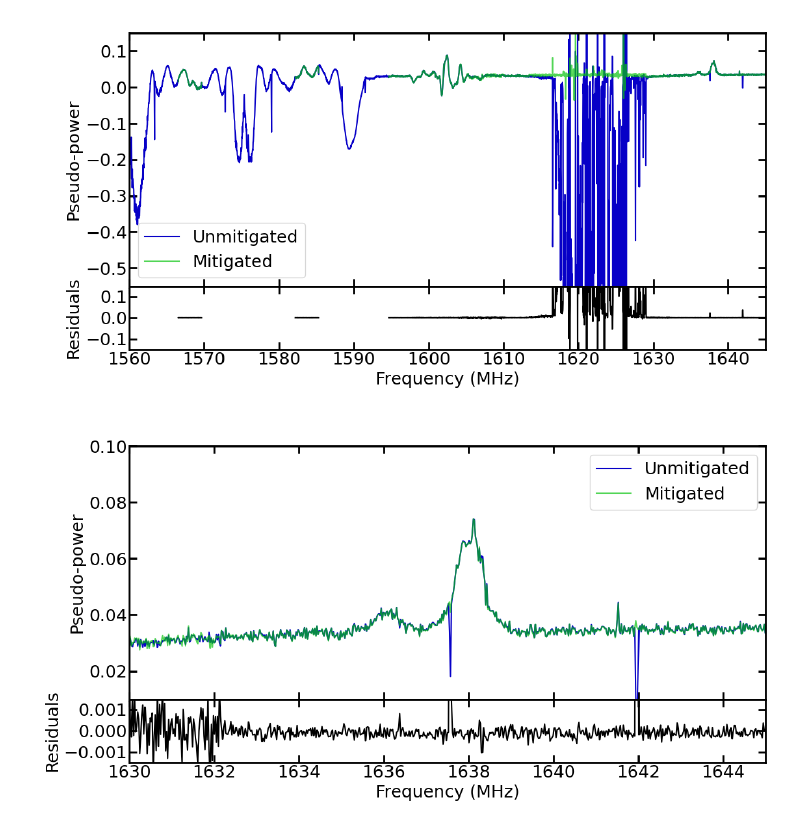 0.1
0.0
−0.1
−0.2
−0.3
−0.4
−0.5
Pseudo-power
Unmitigated
Mitigated
0.1
0.0
−0.1
Residuals
1560 1570 1580 1590 1600 1610 1620 1630 1640
Frequency (MHz)
0.10
0.08
0.06
0.04
0.02
Pseudo-power
Unmitigated
Mitigated
0.001
0.000
−0.001
Residuals
1630 1632 1634 1636 1638 1640 1642 1644
Frequency (MHz)